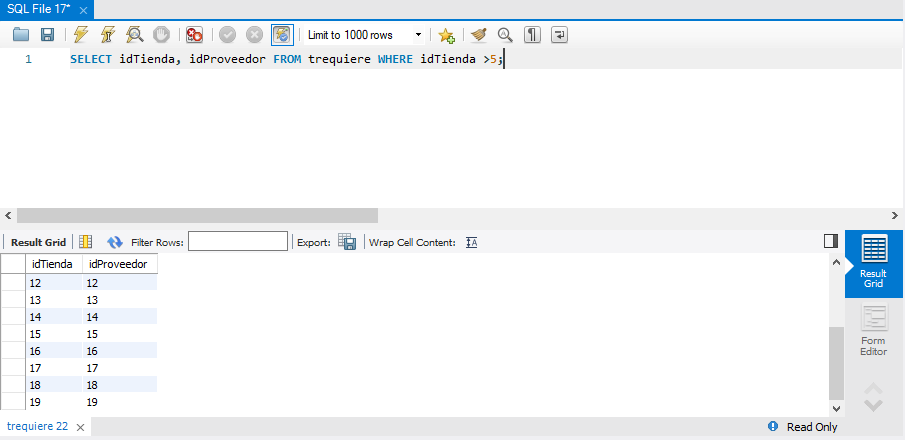 SQL File 17*
Limit to 1000 rows
1 SELECT idTienda, idProveedor FROM trequiere WHERE idTienda >5;
Result Grid Filter Rows: Export: Wrap Cell Content:
Result
Grid
Form
Editor
idTienda idProveedor
12 12
13 13
14 14
15 15
16 16
17 17
18 18
19 19
trequiere 22 Read Only